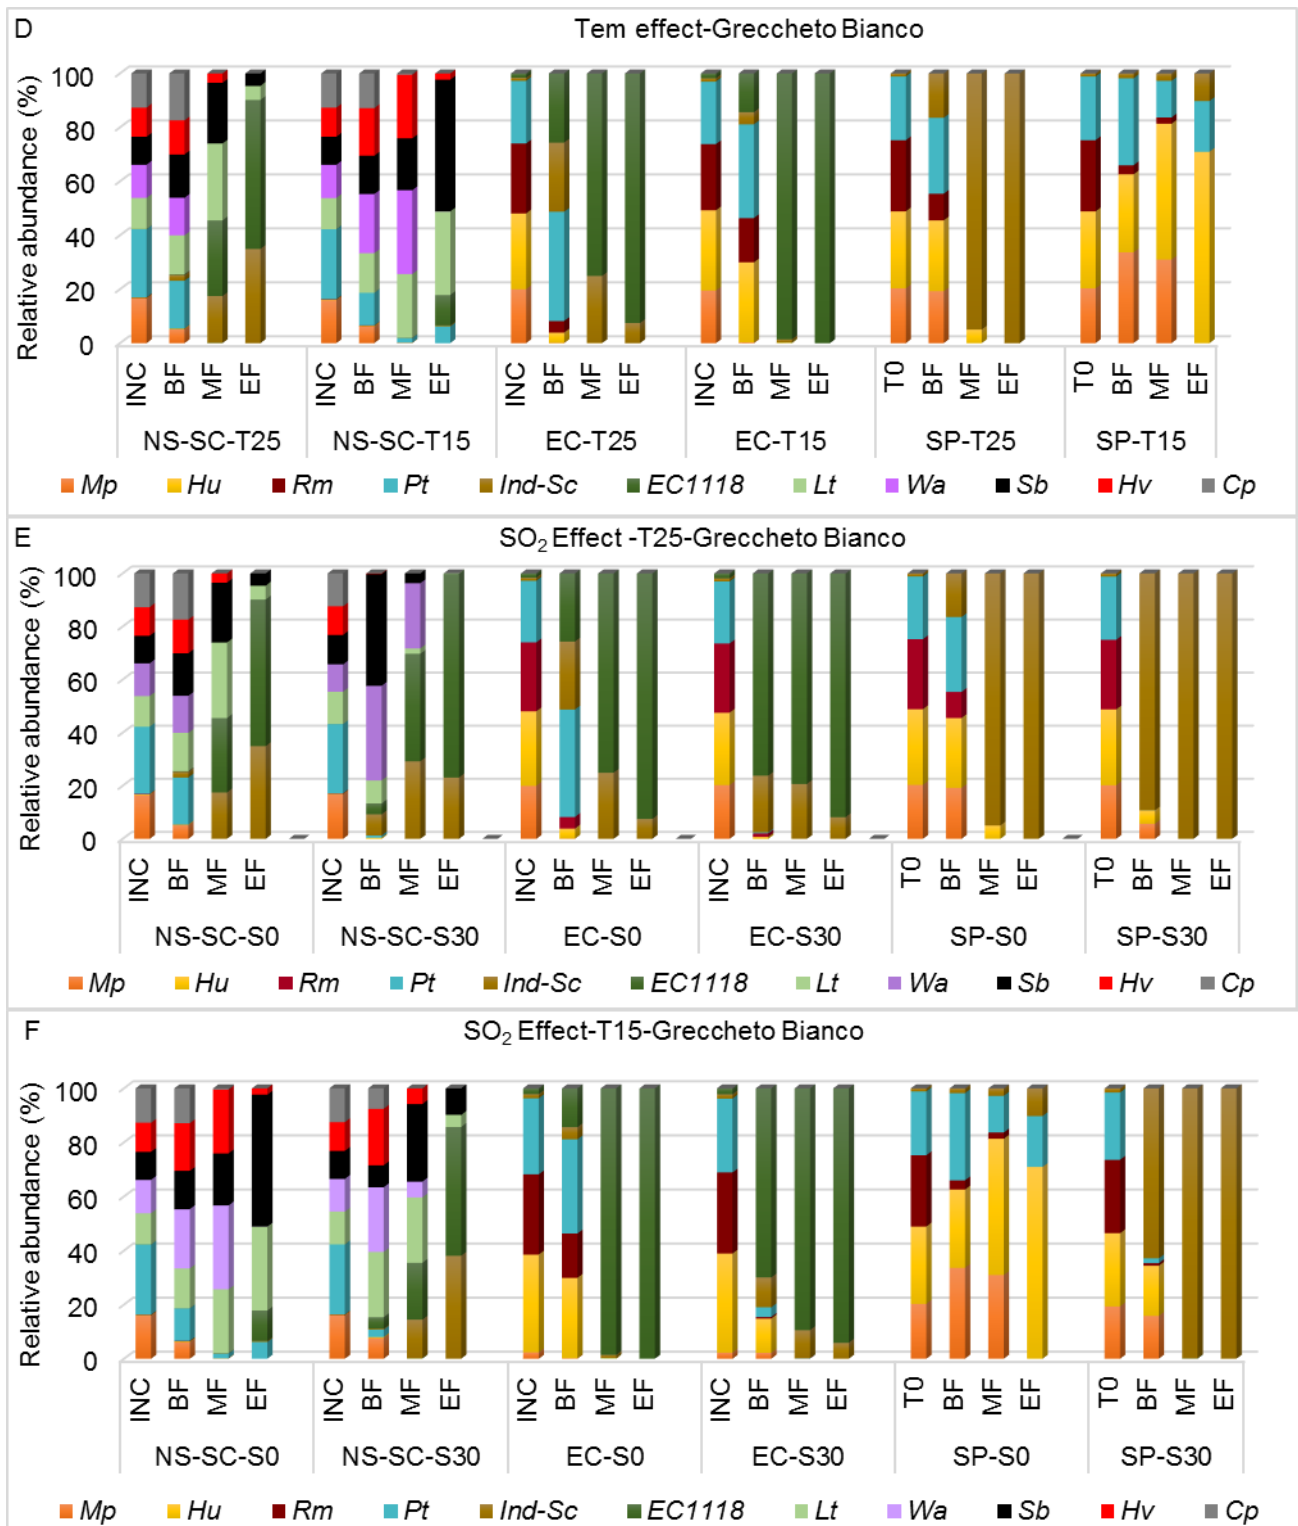 D
Tem effect-Greccheto Bianco
Relative abundance (%)
100
80
60
40
20
0
INC BF MF EF INC BF MF EF INC BF MF EF INC BF MF EF T0 BF MF EF T0 BF MF EF
NS-SC-T25 NS-SC-T15 EC-T25 EC-T15 SP-T25 SP-T15
Mp Hu Rm Pt Ind-Sc EC1118 Lt Wa Sb Hv Cp
E
SO2 Effect -T25-Greccheto Bianco
Relative abundance (%)
100
80
60
40
20
0
INC BF MF EF INC BF MF EF INC BF MF EF INC BF MF EF T0 BF MF EF T0 BF MF EF
NS-SC-S0 NS-SC-S30 EC-S0 EC-S30 SP-S0 SP-S30
Mp Hu Rm Pt Ind-Sc EC1118 Lt Wa Sb Hv Cp
F
SO2 Effect-T15-Greccheto Bianco
Relative abundance (%)
100
80
60
40
20
0
INC BF MF EF INC BF MF EF INC BF MF EF INC BF MF EF T0 BF MF EF T0 BF MF EF
NS-SC-S0 NS-SC-S30 EC-S0 EC-S30 SP-S0 SP-S30
Mp Hu Rm Pt Ind-Sc EC1118 Lt Wa Sb Hv Cp